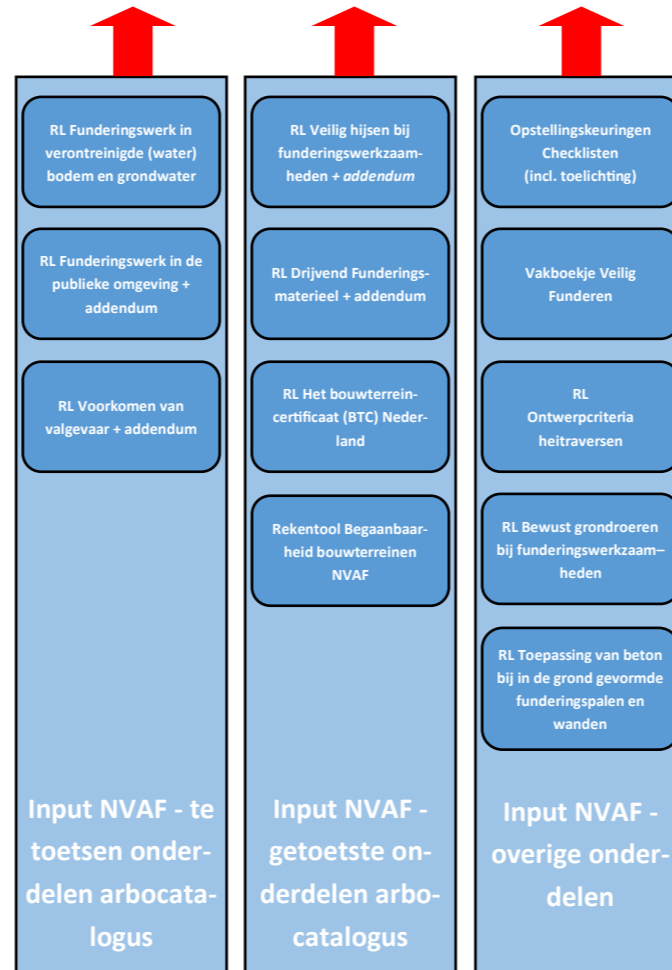 RL Funderingswerk in
verontreinigde (water)
bodem en grondwater
RL Funderingswerk in de
publieke omgeving +
addendum
RL Voorkomen van
valgevaar + addendum
Input NVAF - te
toetsen onder-
delen arbocata-
logus
RL Veilig hijsen bij
funderingswerkzaam-
heden + addendum
RL Drijvend Funderings-
materieel + addendum
RL Het bouwterrein-
certificaat (BTC) Neder-
land
Rekentool Begaanbaar-
heid bouwterreinen
NVAF
Input NVAF -
getoetste on-
derdelen arbo-
catalogus
Opstellingskeuringen
Checklisten
(incl. toelichting)
Vakboekje Veilig
Funderen
RL
Ontwerpcriteria
heitraversen
RL Bewust grondroeren
bij funderingswerkzaam–
heden
RL Toepassing van beton
bij in de grond gevormde
funderingspalen en
wanden
Input NVAF -
overige onder-
delen